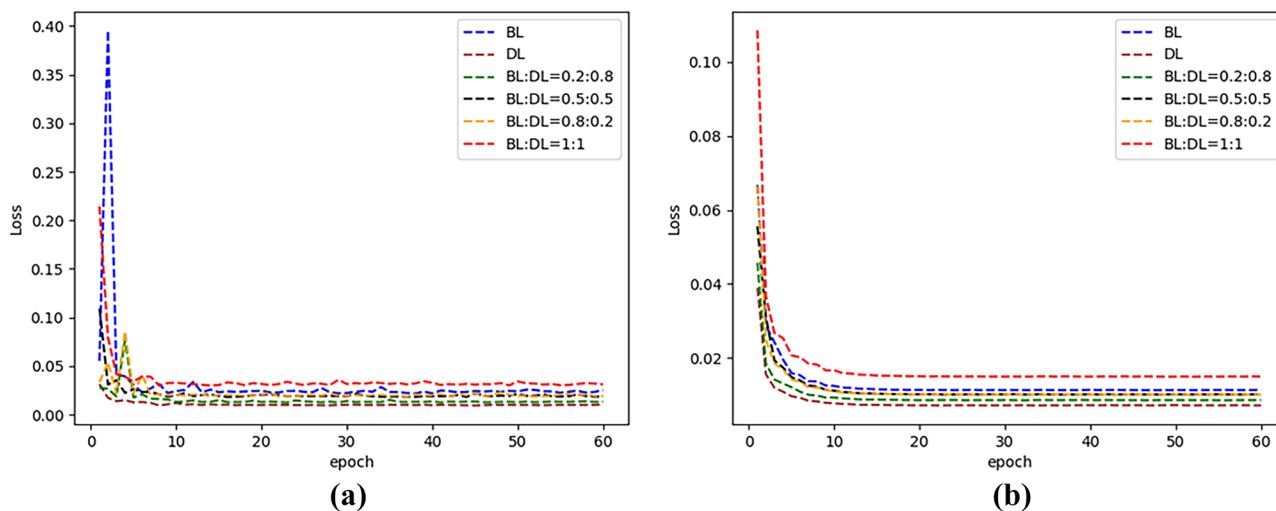 0.40
0.35
0.30
0.25
0.20
0.15
0.10
0.05
0.00
Loss
0 10 20 30 40 50 60
epoch
BL
DL
BL:DL=0.2:0.8
BL:DL=0.5:0.5
BL:DL=0.8:0.2
BL:DL=1:1
(a)
0.10
0.08
0.06
0.04
0.02
Loss
0 10 20 30 40 50 60
epoch
BL
DL
BL:DL=0.2:0.8
BL:DL=0.5:0.5
BL:DL=0.8:0.2
BL:DL=1:1
(b)